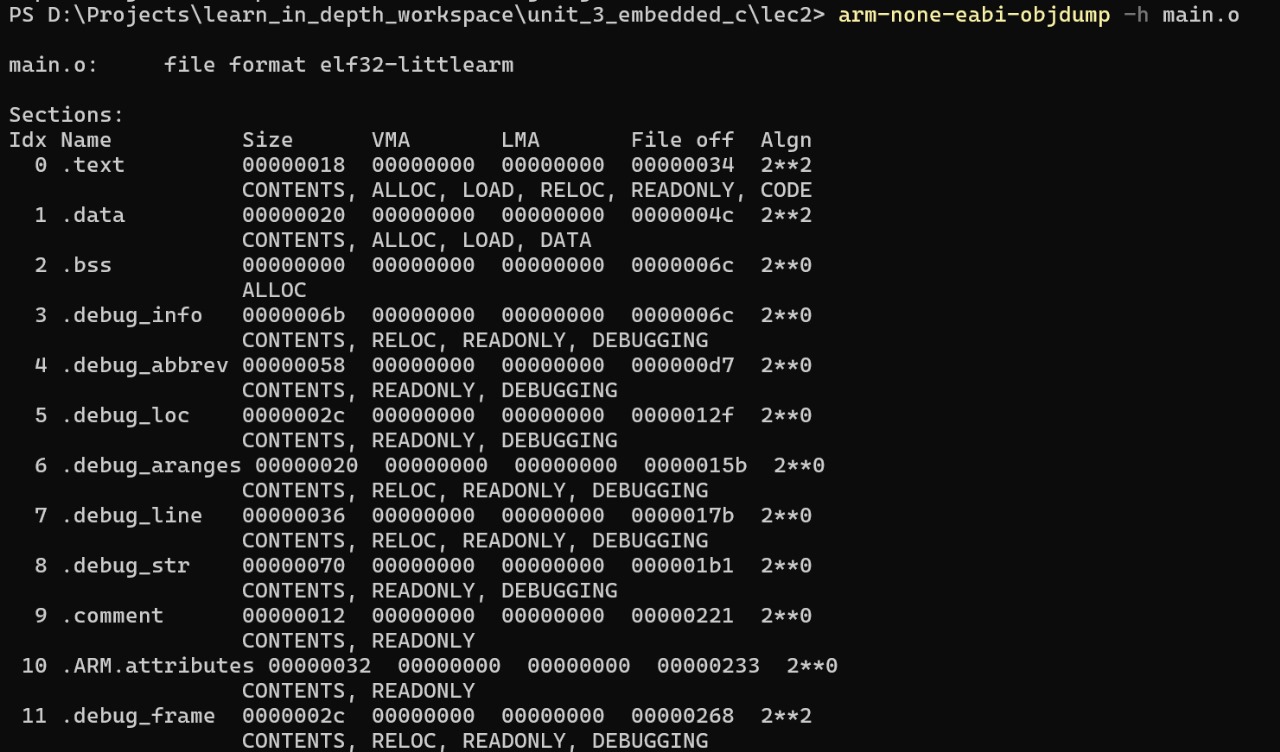 PS D:\Projects\learn_in_depth_workspace\unit_3_embedded_c\lec2> arm-none-eabi-objdump -h main.o
main.o:     file format elf32-littlearm
Sections:
Idx Name          Size      VMA       LMA       File off  Algn
  0 .text         00000018  00000000  00000000  00000034  2**2
                  CONTENTS, ALLOC, LOAD, RELOC, READONLY, CODE
  1 .data         00000020  00000000  00000000  0000004c  2**2
                  CONTENTS, ALLOC, LOAD, DATA
  2 .bss          00000000  00000000  00000000  0000006c  2**0
                  ALLOC
  3 .debug_info   0000006b  00000000  00000000  0000006c  2**0
                  CONTENTS, RELOC, READONLY, DEBUGGING
  4 .debug_abbrev 00000058  00000000  00000000  000000d7  2**0
                  CONTENTS, READONLY, DEBUGGING
  5 .debug_loc    0000002c  00000000  00000000  0000012f  2**0
                  CONTENTS, READONLY, DEBUGGING
  6 .debug_aranges 00000020  00000000  00000000  0000015b  2**0
                  CONTENTS, RELOC, READONLY, DEBUGGING
  7 .debug_line   00000036  00000000  00000000  0000017b  2**0
                  CONTENTS, RELOC, READONLY, DEBUGGING
  8 .debug_str    00000070  00000000  00000000  000001b1  2**0
                  CONTENTS, READONLY, DEBUGGING
  9 .comment      00000012  00000000  00000000  00000221  2**0
                  CONTENTS, READONLY
 10 .ARM.attributes 00000032  00000000  00000000  00000233  2**0
                  CONTENTS, READONLY
 11 .debug_frame  0000002c  00000000  00000000  00000268  2**2
                  CONTENTS, RELOC, READONLY, DEBUGGING